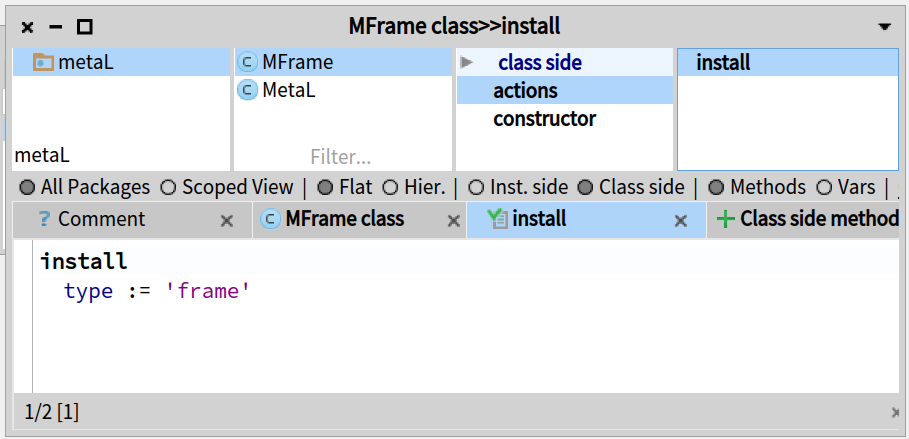 MFrame class>>install
metaL
MFrame
MetaL
class side
actions
constructor
install
metaL
Filter...
All Packages Scoped View | Flat Hier. | Inst. side Class side | Methods Vars |
? Comment
MFrame class
install
Class side method
install
type := 'frame'
1/2 [1]